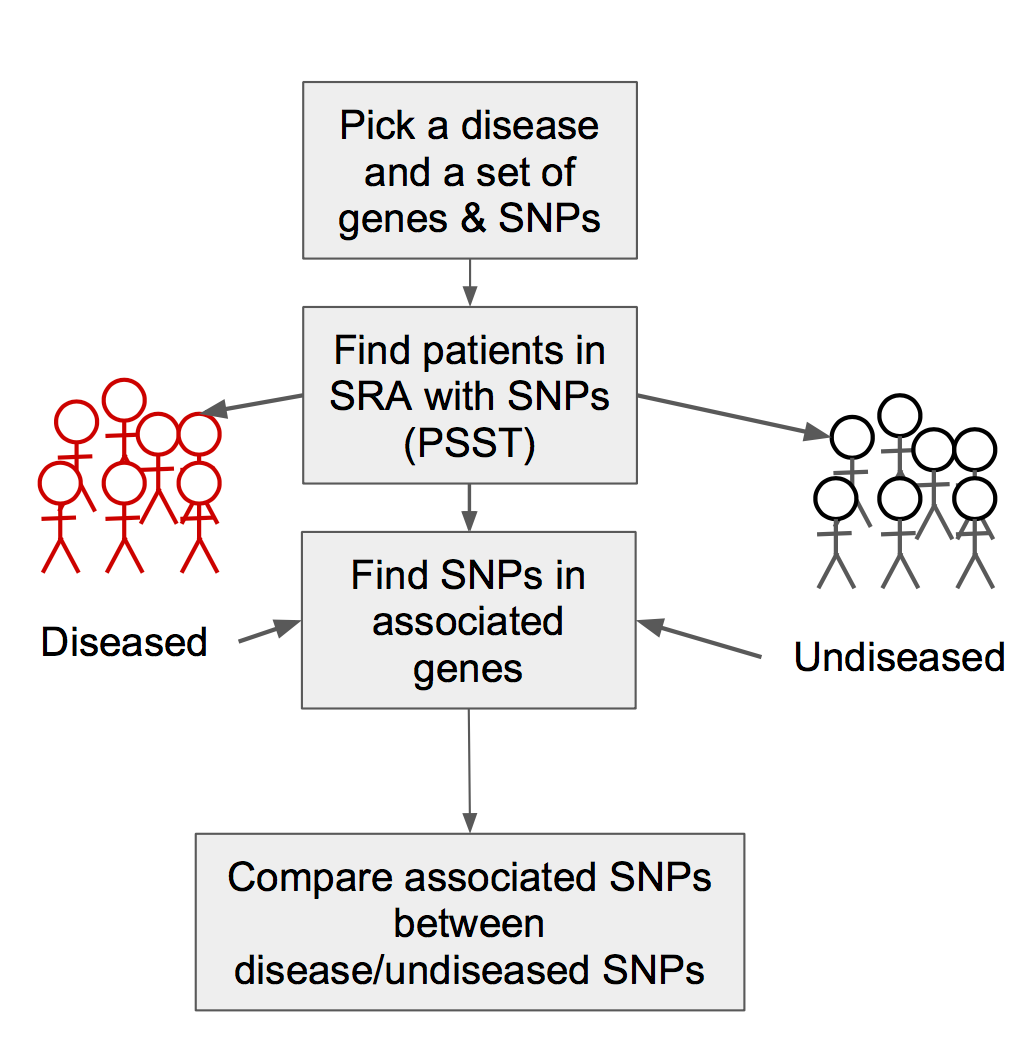 Pick a disease
and a set of
genes & SNPs
Find patients in
SRA with SNPs
(PSST)
Find SNPs in
associated
genes
Diseased
Undiseased
Compare associated SNPs
between
disease/undiseased SNPs